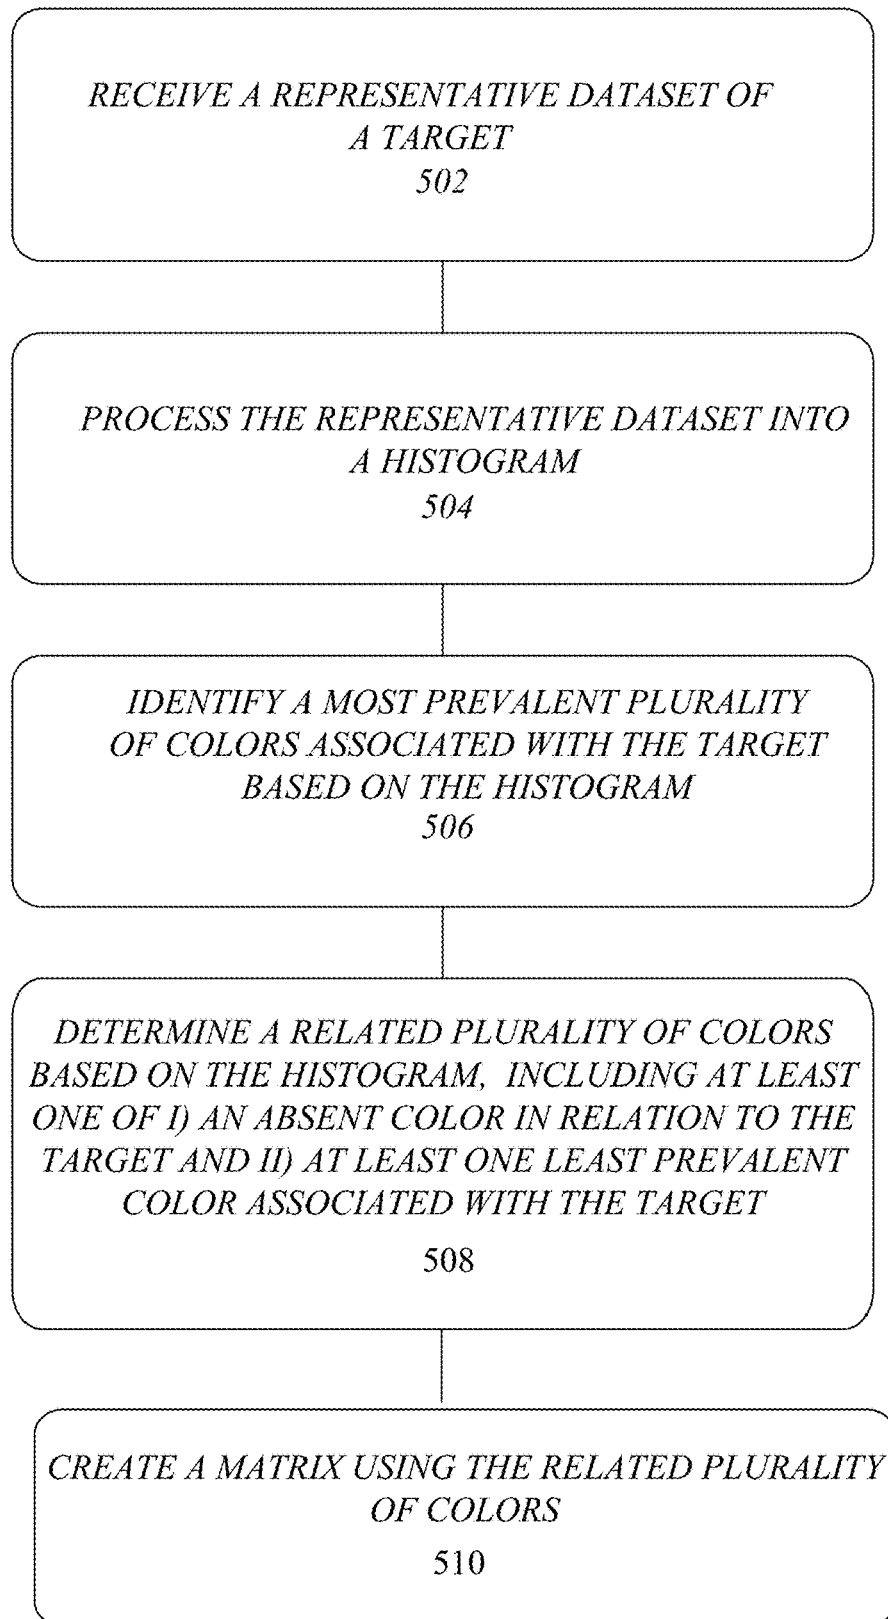 RECEIVE A REPRESENTATIVE DATASET OF
A TARGET
502
PROCESS THE REPRESENTATIVE DATASET INTO
A HISTOGRAM
504
IDENTIFY A MOST PREVALENT PLURALITY
OF COLORS ASSOCIATED WITH THE TARGET
BASED ON THE HISTOGRAM
506
DETERMINE A RELATED PLURALITY OF COLORS
BASED ON THE HISTOGRAM, INCLUDING AT LEAST
ONE OF I) AN ABSENT COLOR IN RELATION TO THE
TARGET AND II) AT LEAST ONE LEAST PREVALENT
COLOR ASSOCIATED WITH THE TARGET
508
CREATE A MATRIX USING THE RELATED PLURALITY
OF COLORS
510